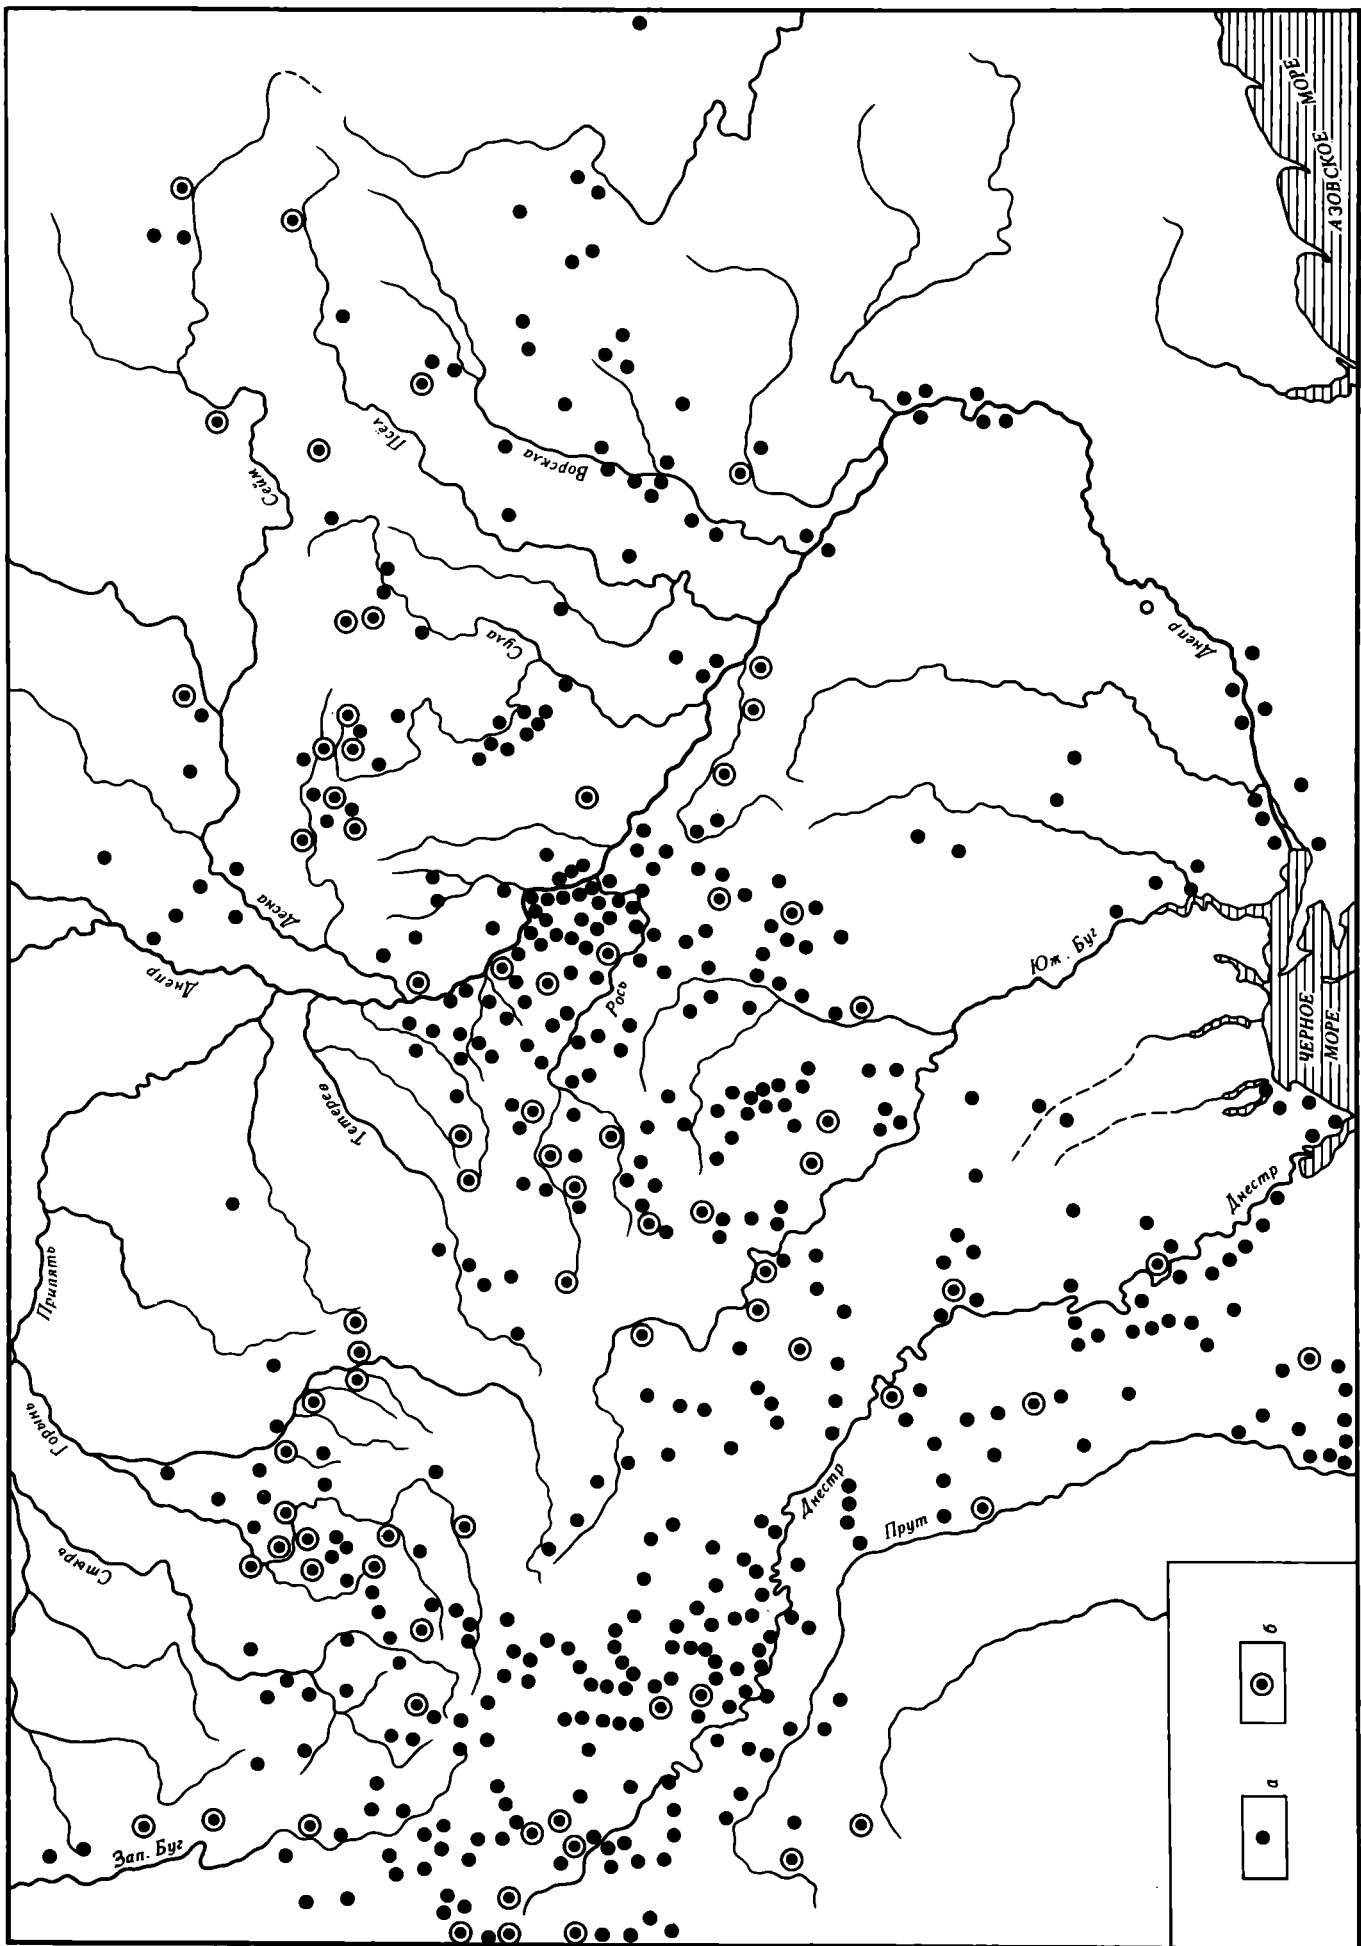 АЗОВСКОЕ МОРЕ
Сейм
Псёл
Ворскла
Сула
Днепр
Десна
Днепр
Рось
Юж. Буг
ЧЕРНОЕ
МОРЕ
Тетерев
Припять
Днестр
Горынь
Стырь
Днестр
Прут
Зап. Буг
а
б